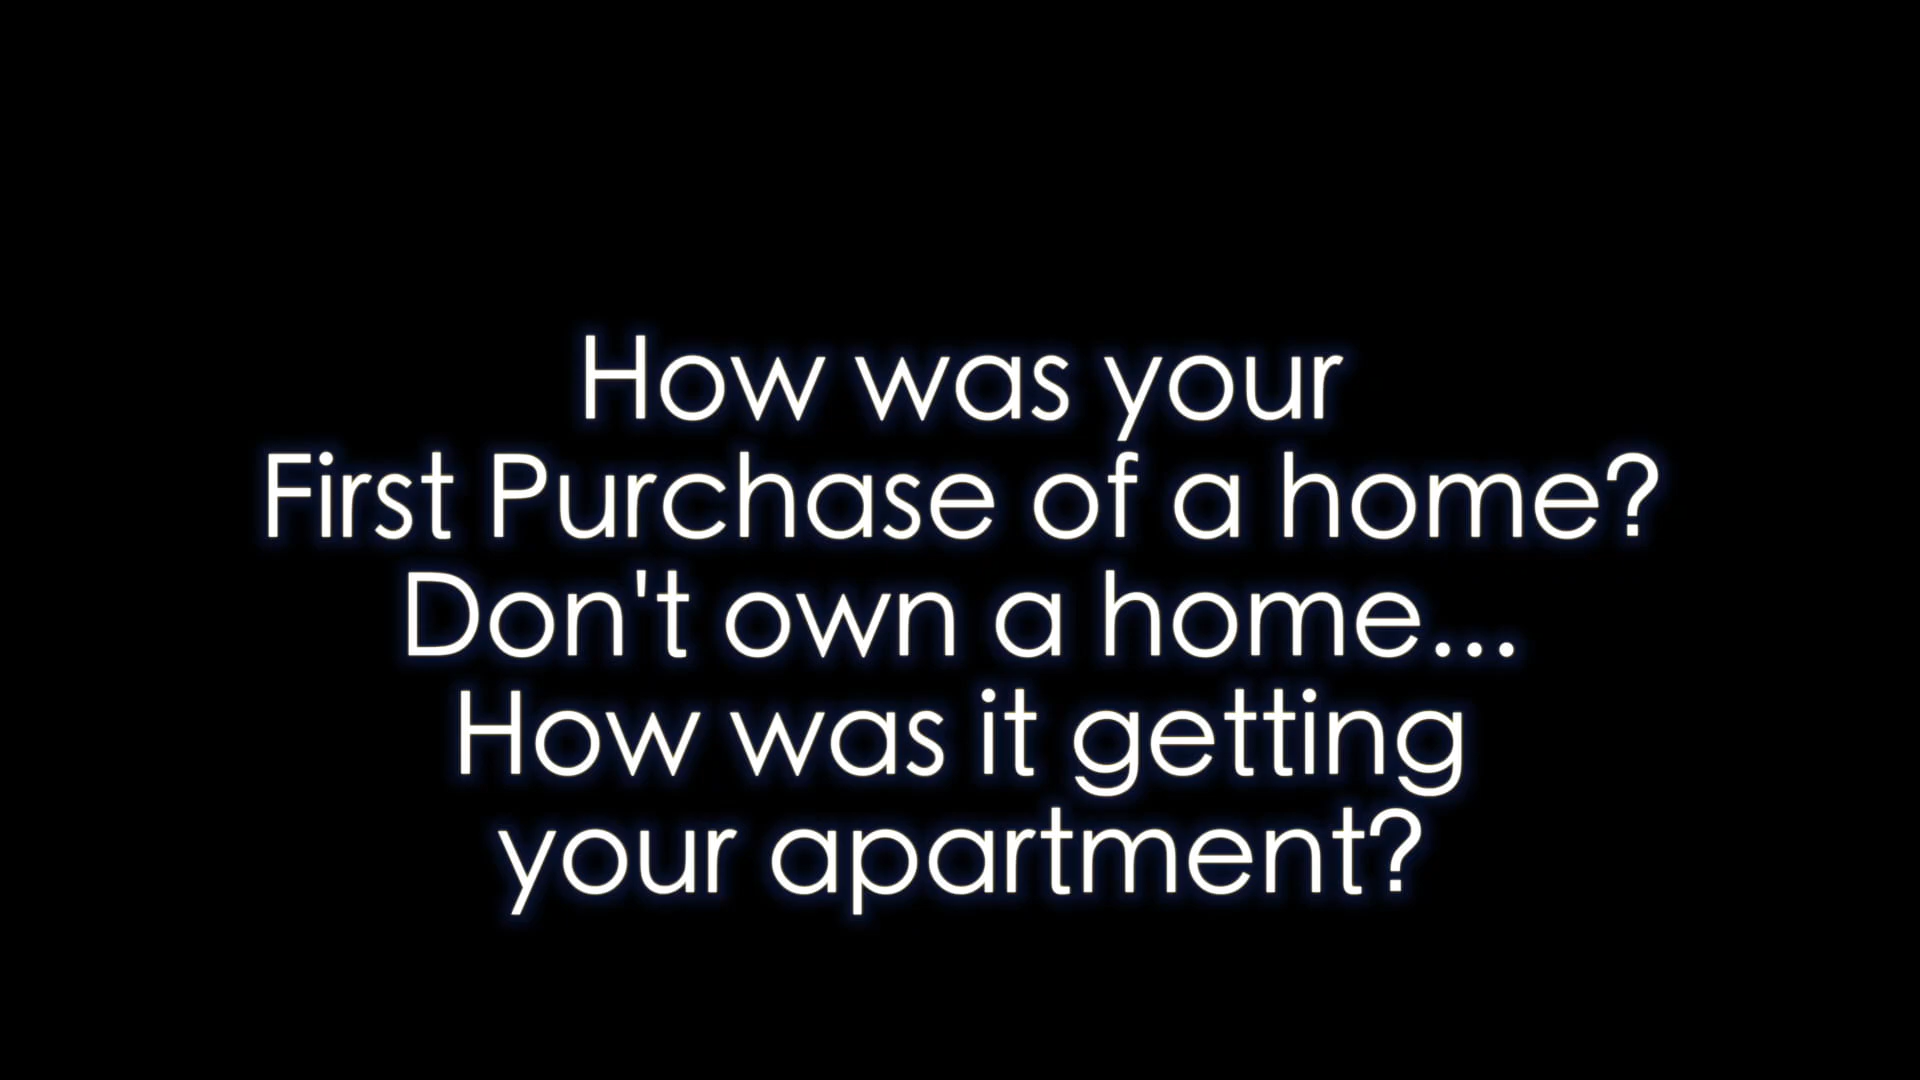 How was your
First Purchase of a home?
Don't own a home...
How was it getting
your apartment?